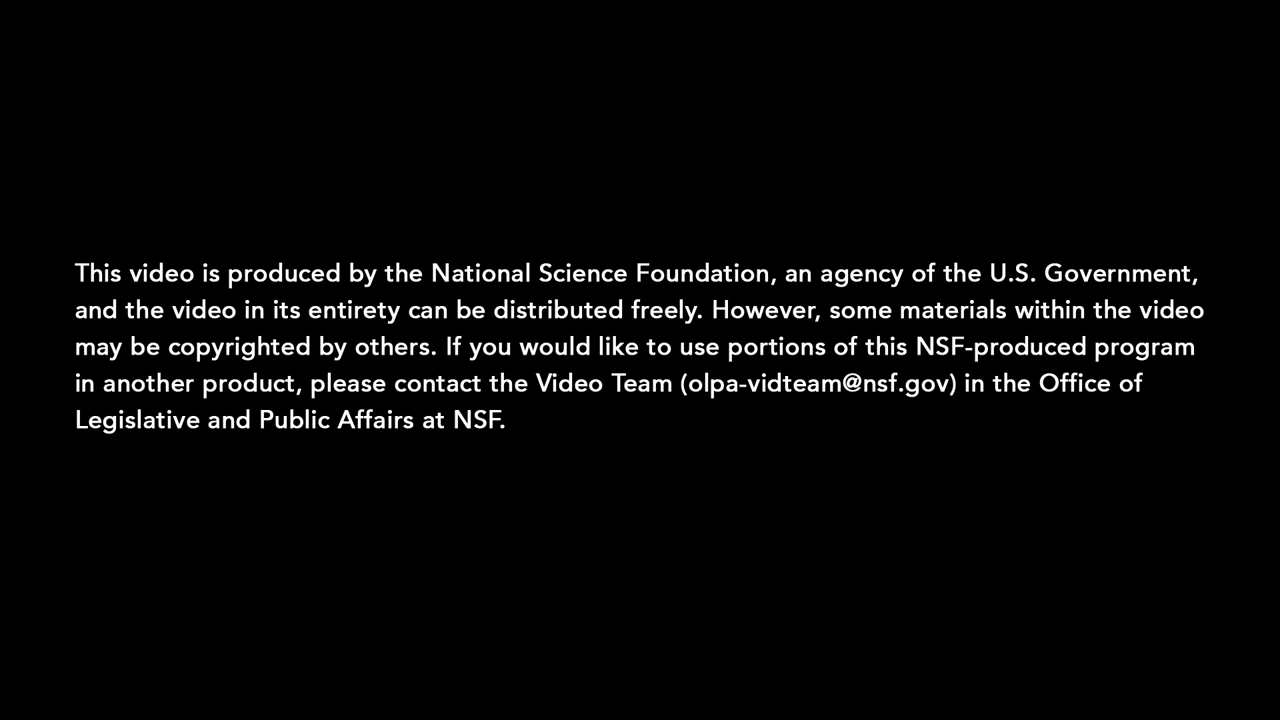 This video is produced by the National Science Foundation, an agency of the U.S. Government,
and the video in its entirety can be distributed freely. However, some materials within the video
may be copyrighted by others. If you would like to use portions of this NSF-produced program
in another product, please contact the Video Team (olpa-vidteam@nsf.gov) in the Office of
Legislative and Public Affairs at NSF.